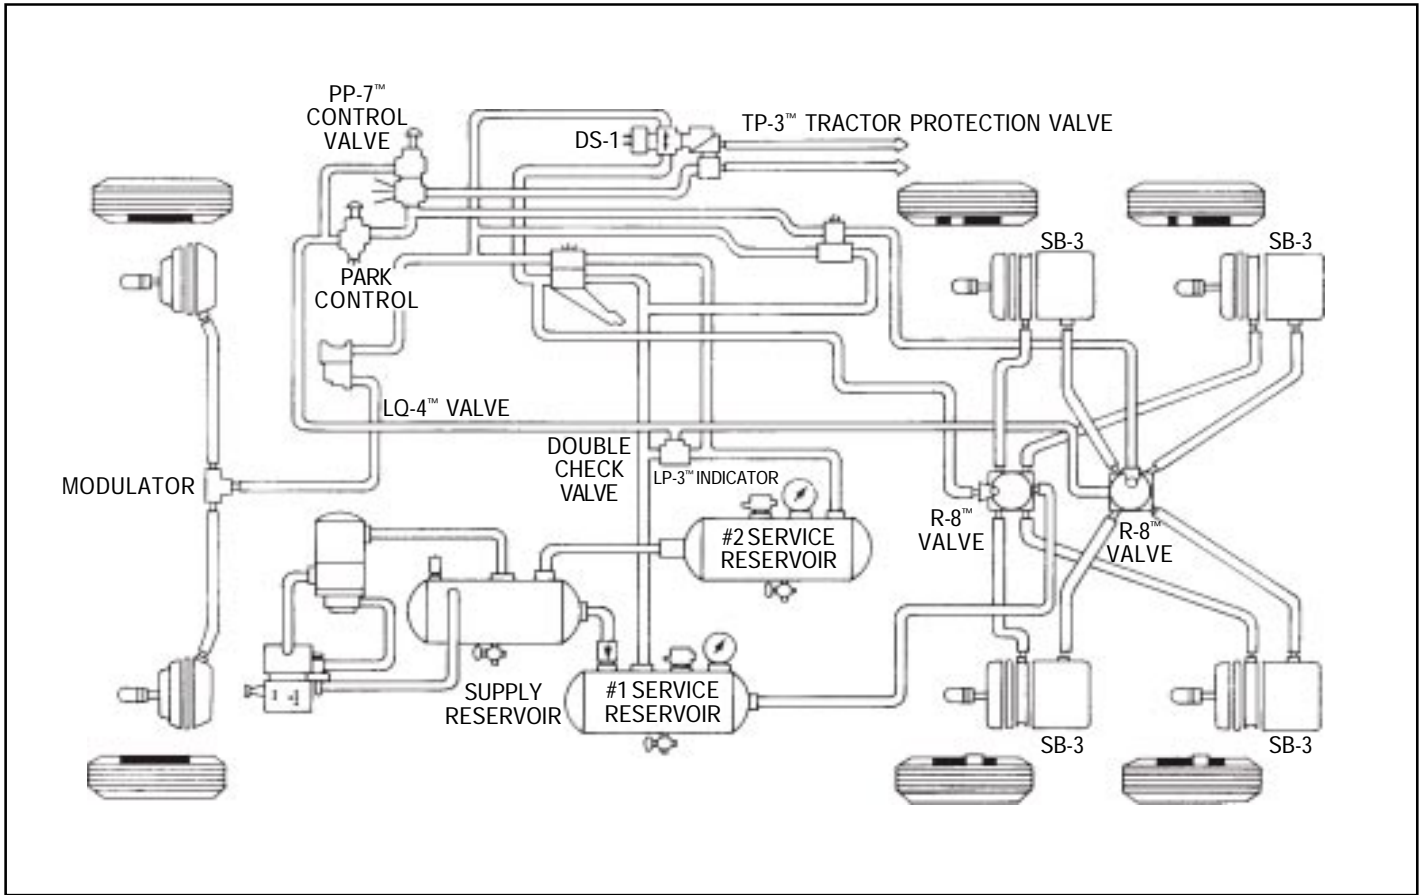 PP-7™
CONTROL
VALVE
DS-1
TP-3™ TRACTOR PROTECTION VALVE
SB-3
SB-3
PARK
CONTROL
LQ-4™ VALVE
DOUBLE
CHECK
VALVE
LP-3™ INDICATOR
MODULATOR
#2 SERVICE
RESERVOIR
R-8™
VALVE
R-8™
VALVE
SUPPLY
RESERVOIR
#1 SERVICE
RESERVOIR
SB-3
SB-3